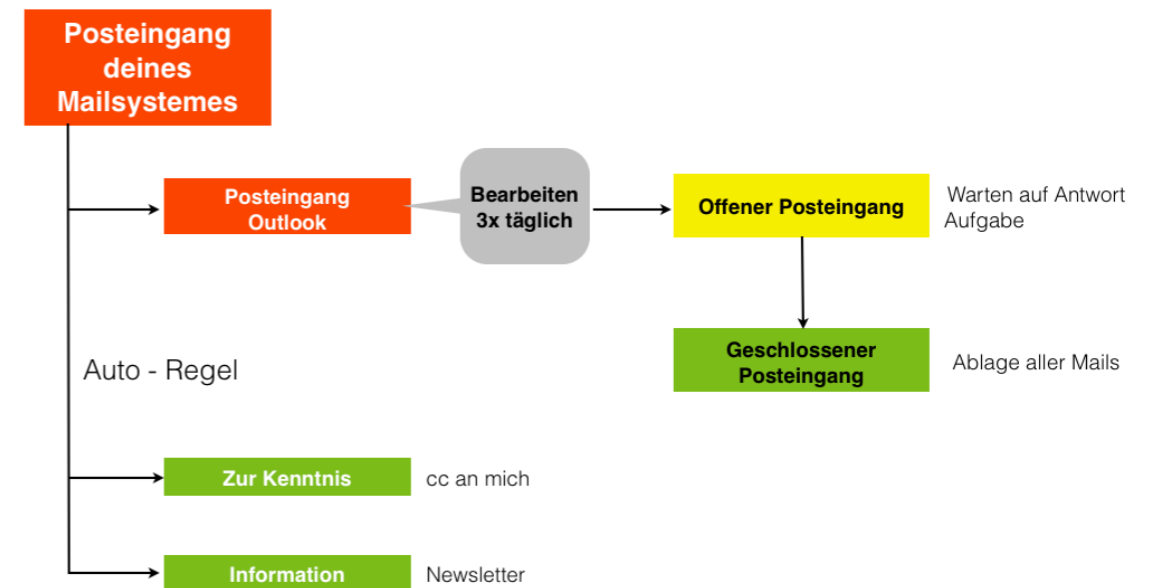 Posteingang
deines
Mailsystemes
Posteingang
Outlook
Bearbeiten
3x täglich
Offener Posteingang
Warten auf Antwort
Aufgabe
Geschlossener
Posteingang
Ablage aller Mails
Auto - Regel
Zur Kenntnis
cc an mich
Information
Newsletter